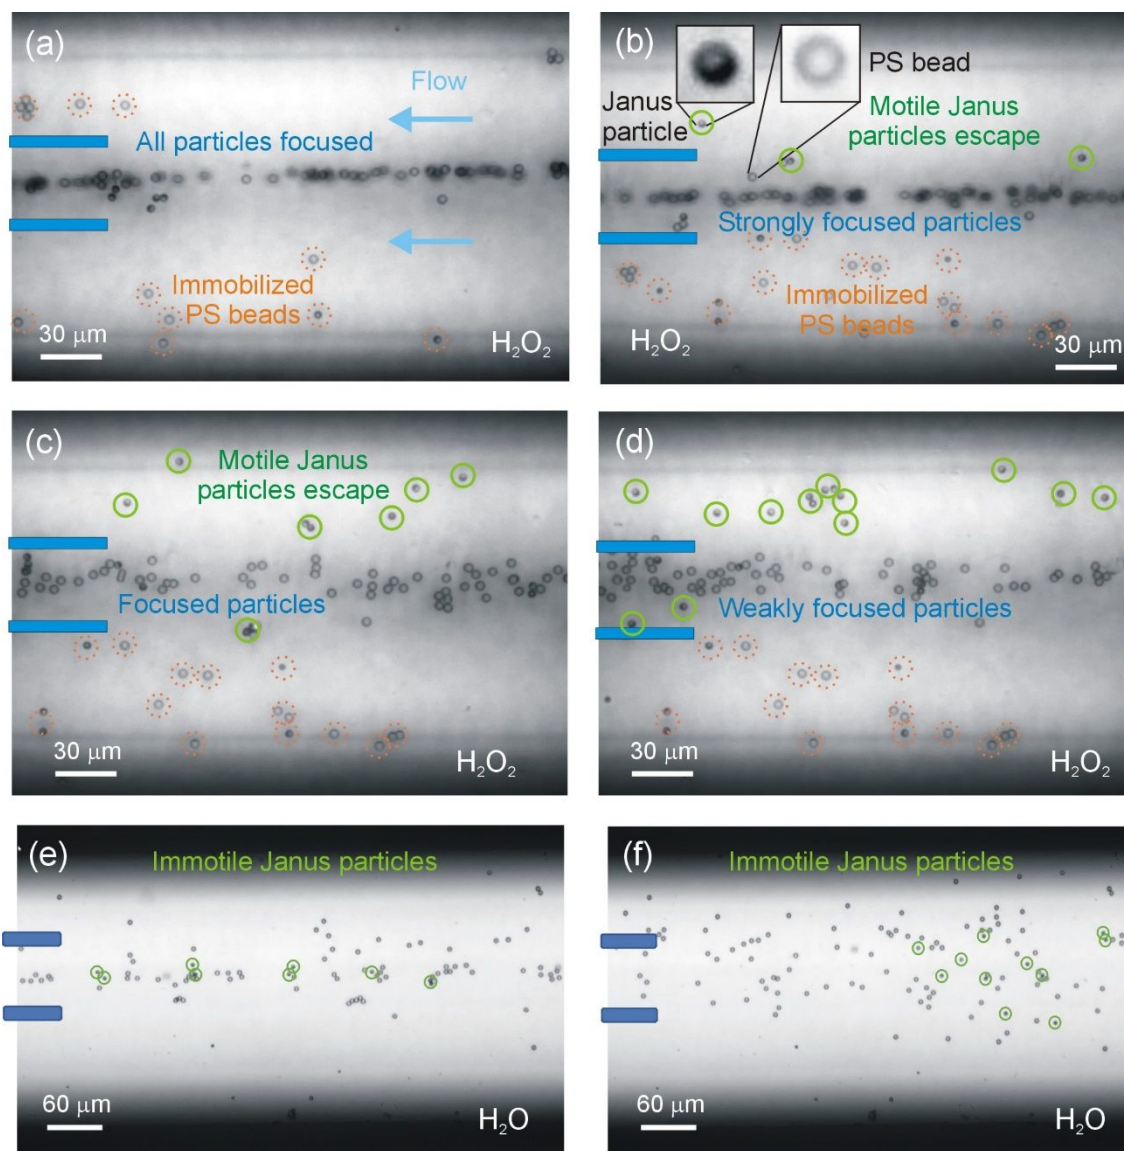 (a)
Flow
All particles focused
Immobilized
PS beads
30 μm
H₂O₂
(b)
PS bead
Janus
particle
Motile Janus
particles escape
Strongly focused particles
Immobilized
PS beads
H₂O₂
30 μm
(c)
Motile Janus
particles escape
Focused particles
30 μm
H₂O₂
(d)
Weakly focused particles
30 μm
H₂O₂
(e)
Immotile Janus particles
60 μm
H₂O
(f)
Immotile Janus particles
60 μm
H₂O